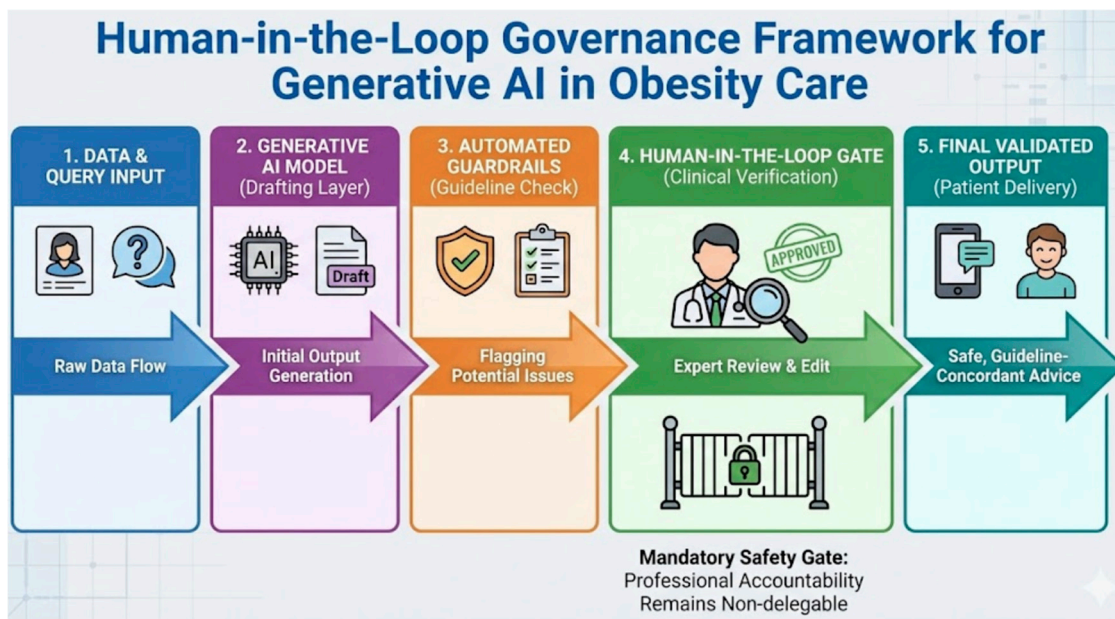 Human-in-the-Loop Governance Framework for
Generative AI in Obesity Care
1. DATA &
QUERY INPUT
Raw Data Flow
2. GENERATIVE
AI MODEL
(Drafting Layer)
AI
Draft
Initial Output
Generation
3. AUTOMATED
GUARDRAILS
(Guideline Check)
Flagging
Potential Issues
4. HUMAN-IN-THE-LOOP GATE
(Clinical Verification)
APPROVED
Expert Review & Edit
Mandatory Safety Gate:
Professional Accountability
Remains Non-delegable
5. FINAL VALIDATED
OUTPUT
(Patient Delivery)
Safe, Guideline-
Concordant Advice